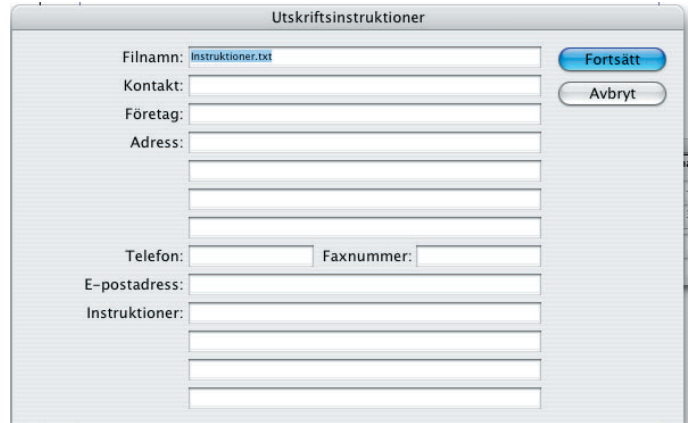 Utskriftsinstruktioner
Filnamn: Instruktioner.txt
Fortsätt
Kontakt:
Avbryt
Företag:
Adress:
Telefon: Faxnummer:
E-postadress:
Instruktioner: